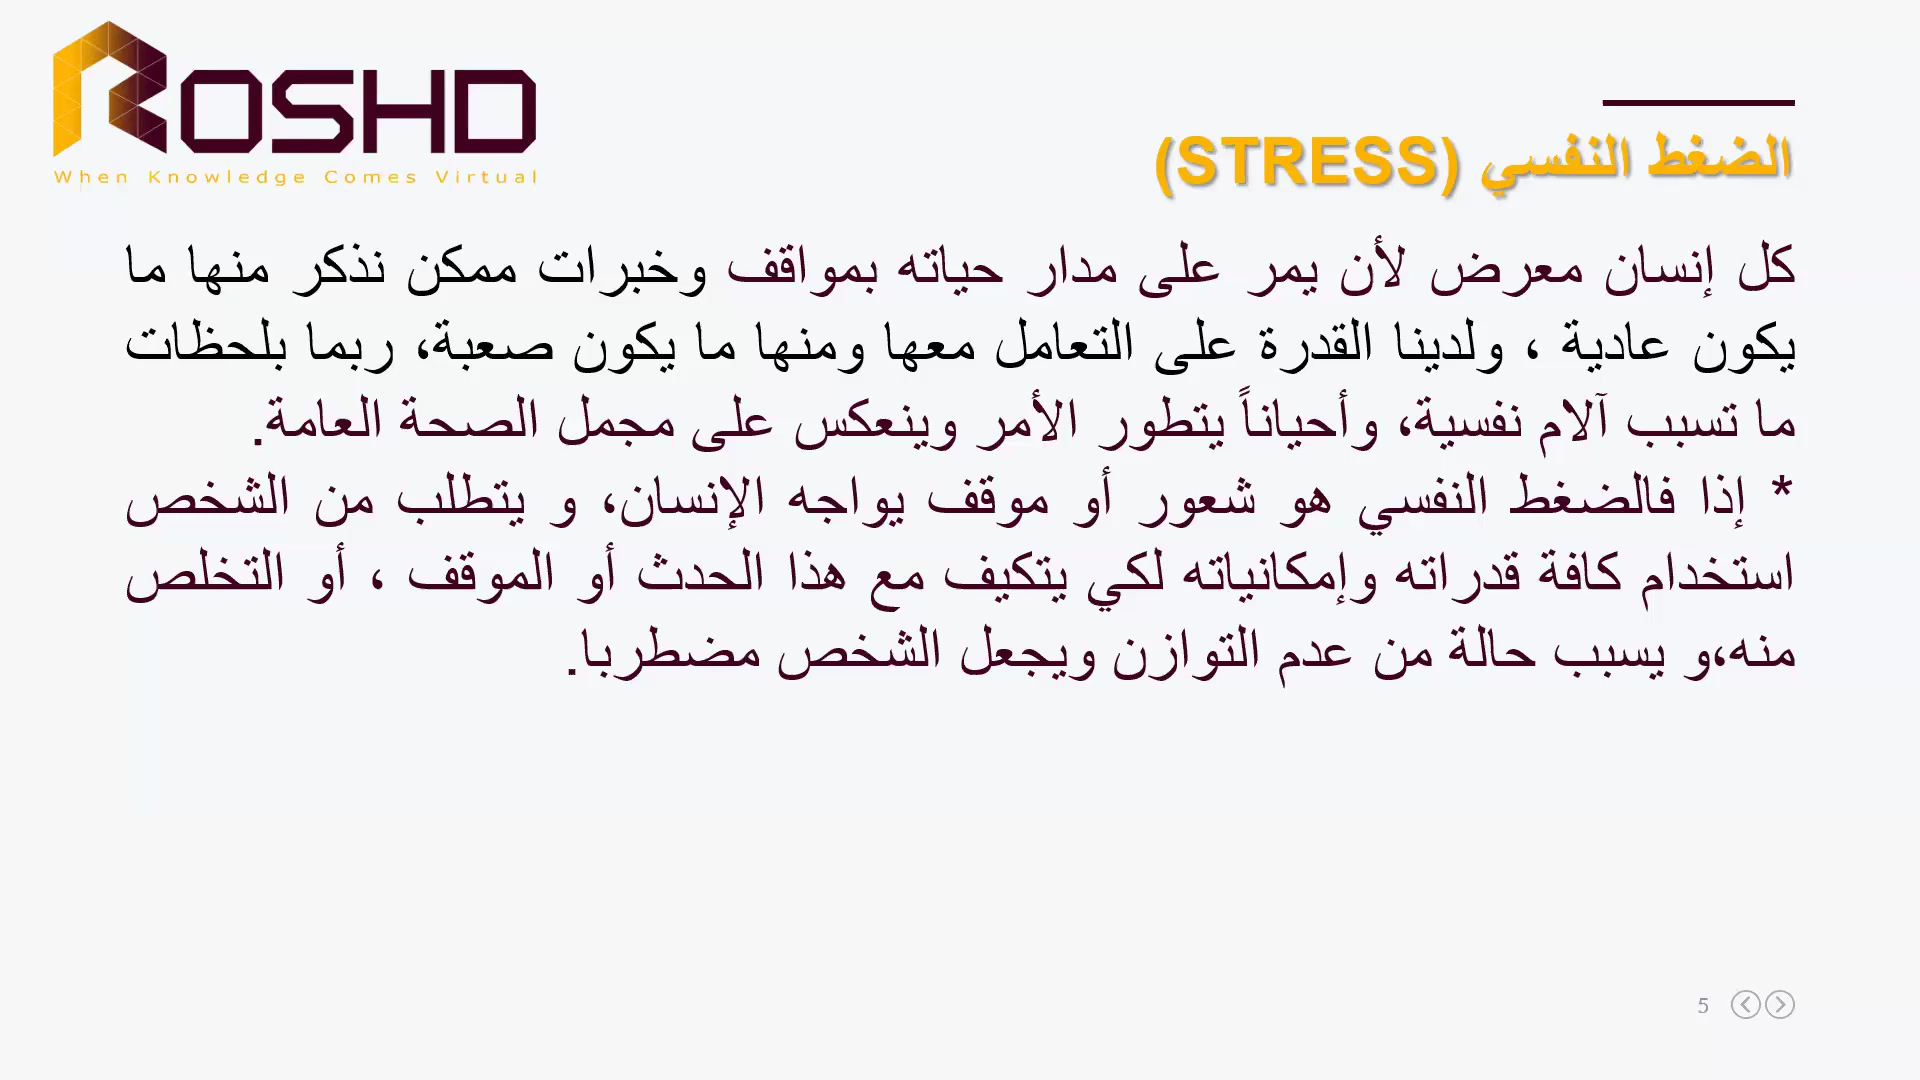 ROSHD
When Knowledge Comes Virtual
الضغط النفسي (STRESS)
كل إنسان معرض لأن يمر على مدار حياته بمواقف وخبرات ممكن نذكر منها ما
يكون عادية ، ولدينا القدرة على التعامل معها ومنها ما يكون صعبة، ربما بلحظات
ما تسبب آلام نفسية، وأحياناً يتطور الأمر وينعكس على مجمل الصحة العامة.
* إذا فالضغط النفسي هو شعور أو موقف يواجه الإنسان، و يتطلب من الشخص
استخدام كافة قدراته وإمكانياته لكي يتكيف مع هذا الحدث أو الموقف ، أو التخلص
منه،و يسبب حالة من عدم التوازن ويجعل الشخص مضطربا.
5